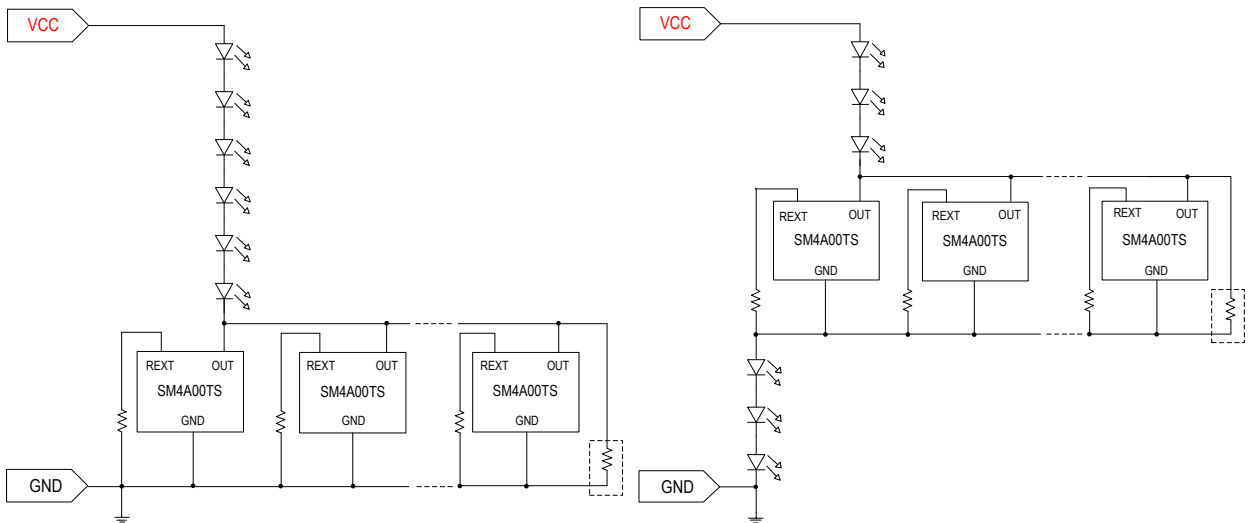 VCC
REXT OUT
SM4A00TS
GND
REXT OUT
SM4A00TS
GND
REXT OUT
SM4A00TS
GND
GND
VCC
REXT OUT
SM4A00TS
GND
REXT OUT
SM4A00TS
GND
REXT OUT
SM4A00TS
GND
GND